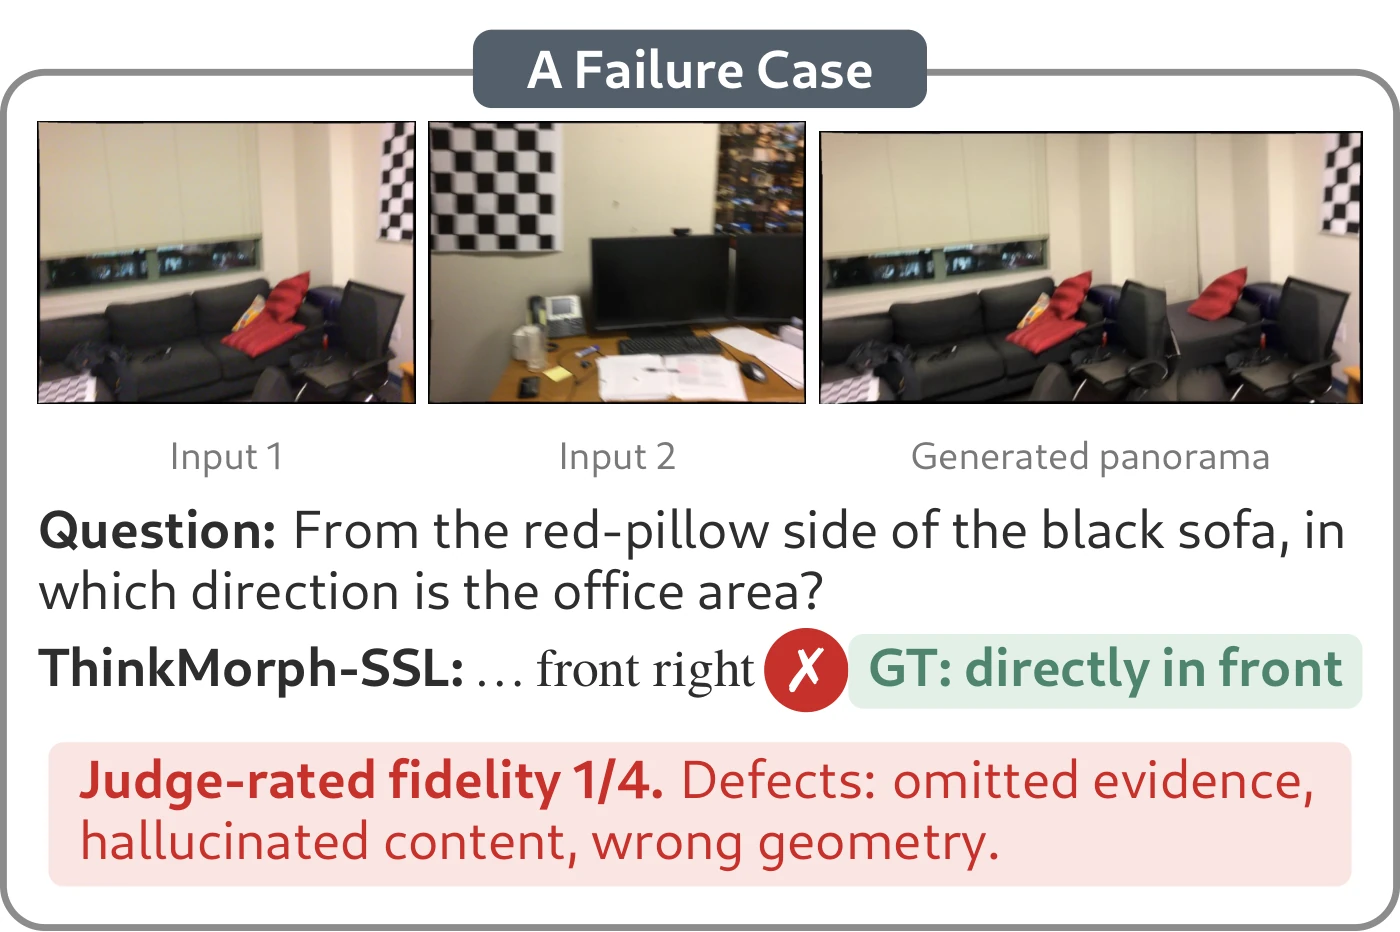 A Failure Case
Input 1
Input 2
Generated panorama
Question: From the red-pillow side of the black sofa, in
which direction is the office area?
ThinkMorph-SSL: … front right ✗ GT: directly in front
Judge-rated fidelity 1/4. Defects: omitted evidence,
hallucinated content, wrong geometry.